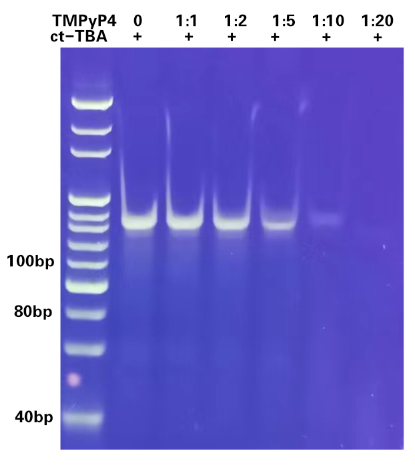 TMPyP4 0 1:1 1:2 1:5 1:10 1:20
ct-TBA + + + + + +
100bp
80bp
40bp